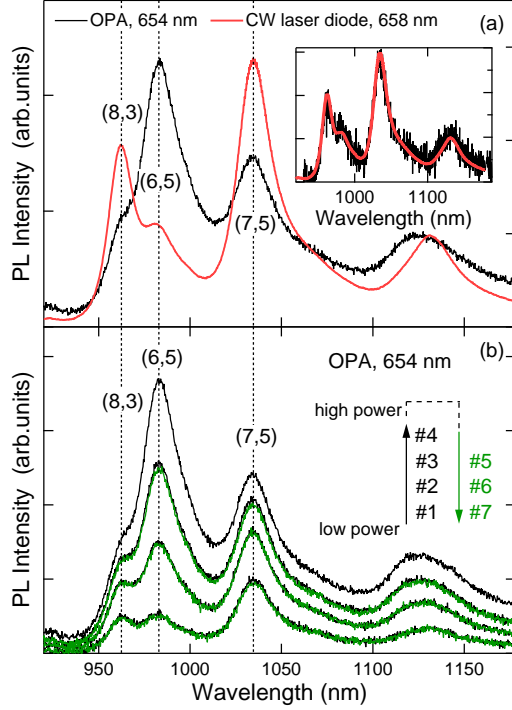 OPA, 654 nm
CW laser diode, 658 nm
(a)
PL Intensity (arb.units)
(8,3)
(6,5)
(7,5)
1000 1100
Wavelength (nm)
(b)
OPA, 654 nm
PL Intensity (arb.units)
(6,5)
(8,3)
(7,5)
high power
#4
#3 #5
#2 #6
#1 #7
low power
950 1000 1050 1100 1150
Wavelength (nm)